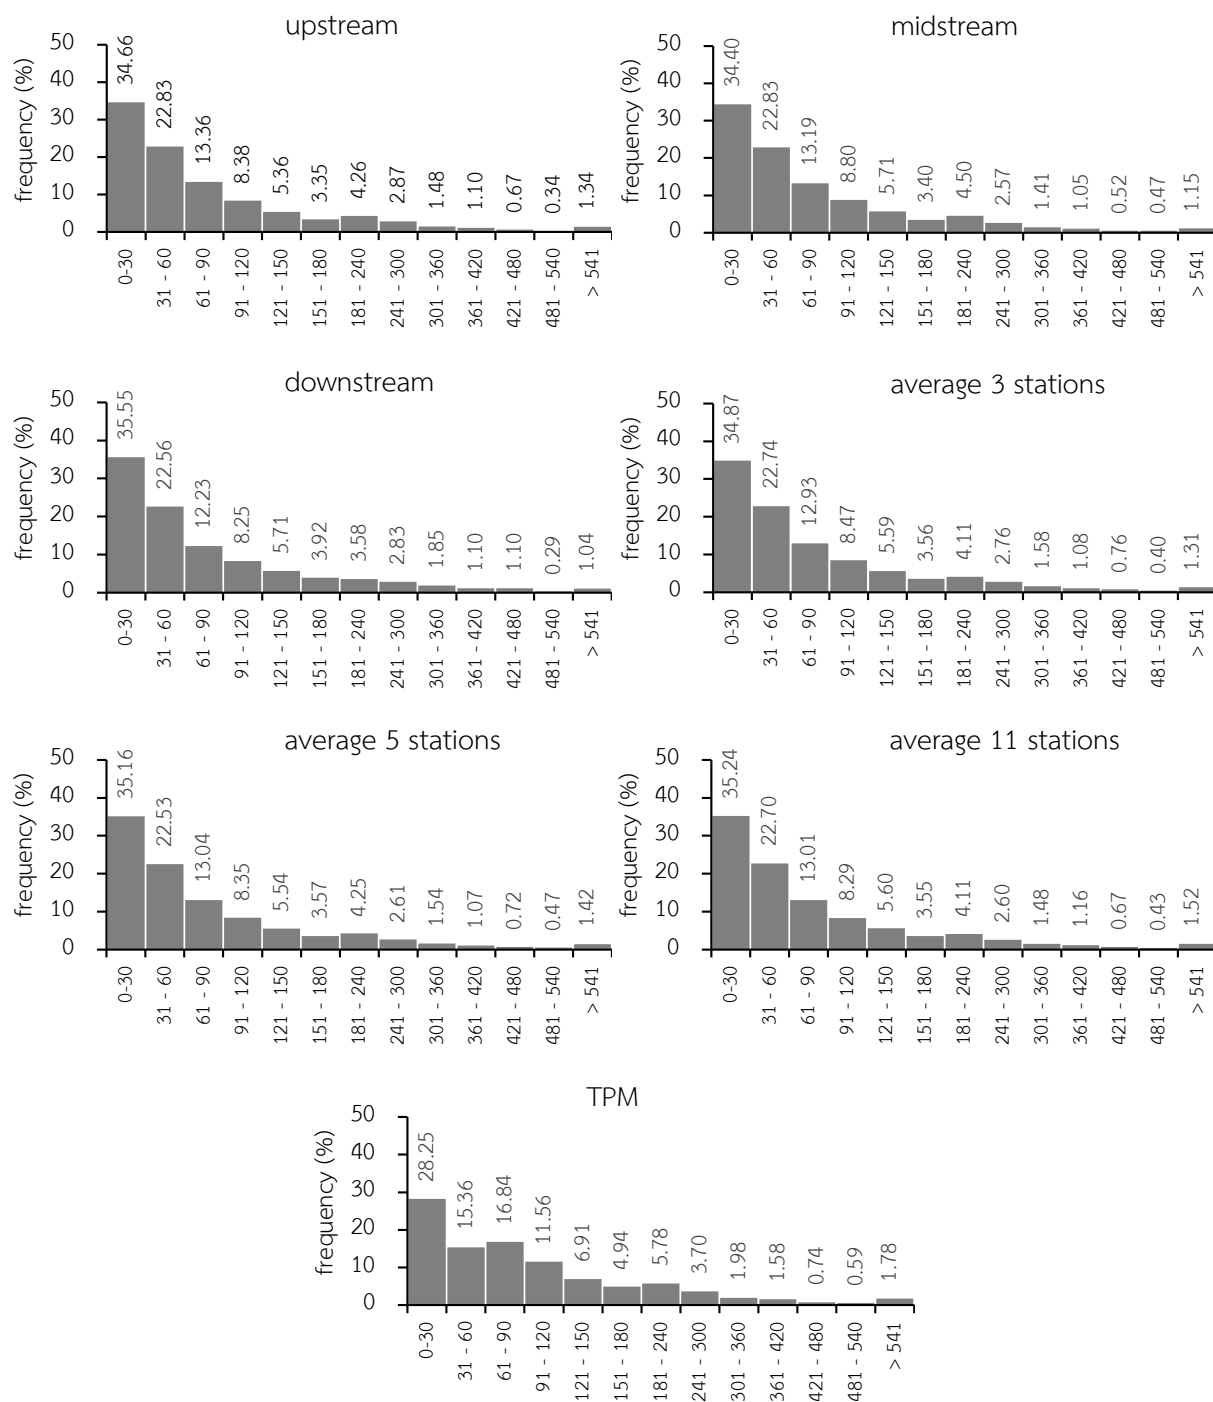 upstream
frequency (%)
50
40
30
20
10
0
34.66
22.83
13.36
8.38
5.36
3.35
4.26
2.87
1.48
1.10
0.67
0.34
1.34
0-30
31 - 60
61 - 90
91 - 120
121 - 150
151 - 180
181 - 240
241 - 300
301 - 360
361 - 420
421 - 480
481 - 540
> 541
midstream
frequency (%)
50
40
30
20
10
0
34.40
22.83
13.19
8.80
5.71
3.40
4.50
2.57
1.41
1.05
0.52
0.47
1.15
0-30
31 - 60
61 - 90
91 - 120
121 - 150
151 - 180
181 - 240
241 - 300
301 - 360
361 - 420
421 - 480
481 - 540
> 541
downstream
frequency (%)
50
40
30
20
10
0
35.55
22.56
12.23
8.25
5.71
3.92
3.58
2.83
1.85
1.10
1.10
0.29
1.04
0-30
31 - 60
61 - 90
91 - 120
121 - 150
151 - 180
181 - 240
241 - 300
301 - 360
361 - 420
421 - 480
481 - 540
> 541
average 3 stations
frequency (%)
50
40
30
20
10
0
34.87
22.74
12.93
8.47
5.59
3.56
4.11
2.76
1.58
1.08
0.76
0.40
1.31
0-30
31 - 60
61 - 90
91 - 120
121 - 150
151 - 180
181 - 240
241 - 300
301 - 360
361 - 420
421 - 480
481 - 540
> 541
average 5 stations
frequency (%)
50
40
30
20
10
0
35.16
22.53
13.04
8.35
5.54
3.57
4.25
2.61
1.54
1.07
0.72
0.47
1.42
0-30
31 - 60
61 - 90
91 - 120
121 - 150
151 - 180
181 - 240
241 - 300
301 - 360
361 - 420
421 - 480
481 - 540
> 541
average 11 stations
frequency (%)
50
40
30
20
10
0
35.24
22.70
13.01
8.29
5.60
3.55
4.11
2.60
1.48
1.16
0.67
0.43
1.52
0-30
31 - 60
61 - 90
91 - 120
121 - 150
151 - 180
181 - 240
241 - 300
301 - 360
361 - 420
421 - 480
481 - 540
> 541
TPM
frequency (%)
50
40
30
20
10
0
28.25
15.36
16.84
11.56
6.91
4.94
5.78
3.70
1.98
1.58
0.74
0.59
1.78
0-30
31 - 60
61 - 90
91 - 120
121 - 150
151 - 180
181 - 240
241 - 300
301 - 360
361 - 420
421 - 480
481 - 540
> 541